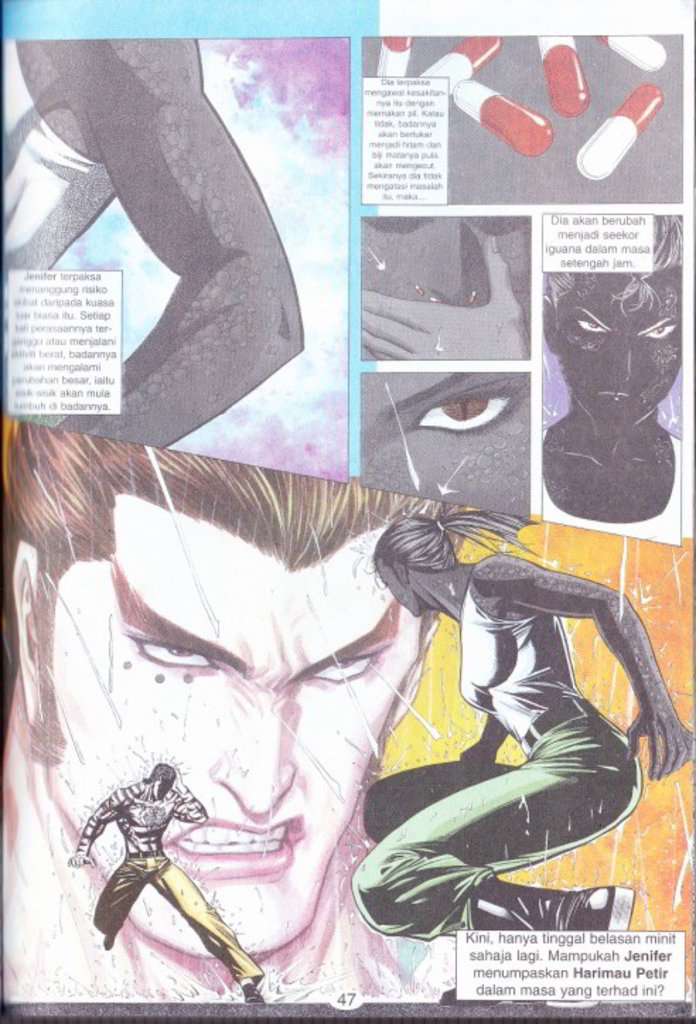 Jenifer terpaksa
menanggung risiko
akibat daripada kuasa
luar biasa itu. Setiap
kali perasaannya ter-
ganggu atau menjalani
aktiviti berat, badannya
akan mengalami
perubahan besar, iaitu
sisik-sisik akan mula
tumbuh di badannya.
Dia terpaksa
mengawal kesakitan-
nya itu dengan
memakan pil. Kalau
tidak, badannya
akan bertukar
menjadi hitam dan
biji matanya pula
akan mengecut.
Sekiranya dia tidak
mengatasi masalah
itu, maka...
Dia akan berubah
menjadi seekor
iguana dalam masa
setengah jam.
Kini, hanya tinggal belasan minit
sahaja lagi. Mampukah Jenifer
menumpaskan Harimau Petir
dalam masa yang terhad ini?
47